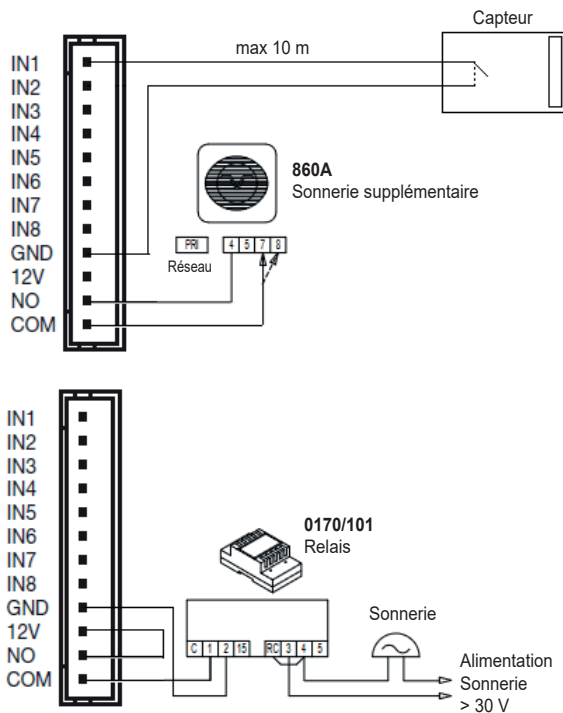 Capteur
max 10 m
IN1
IN2
IN3
IN4
IN5
IN6
IN7
IN8
GND
12V
NO
COM
860A
Sonnerie supplémentaire
PRI
Réseau
4 5 7 8
IN1
IN2
IN3
IN4
IN5
IN6
IN7
IN8
GND
12V
NO
COM
0170/101
Relais
C 1 2 15 RC 3 4 5
Sonnerie
Alimentation
Sonnerie
> 30 V